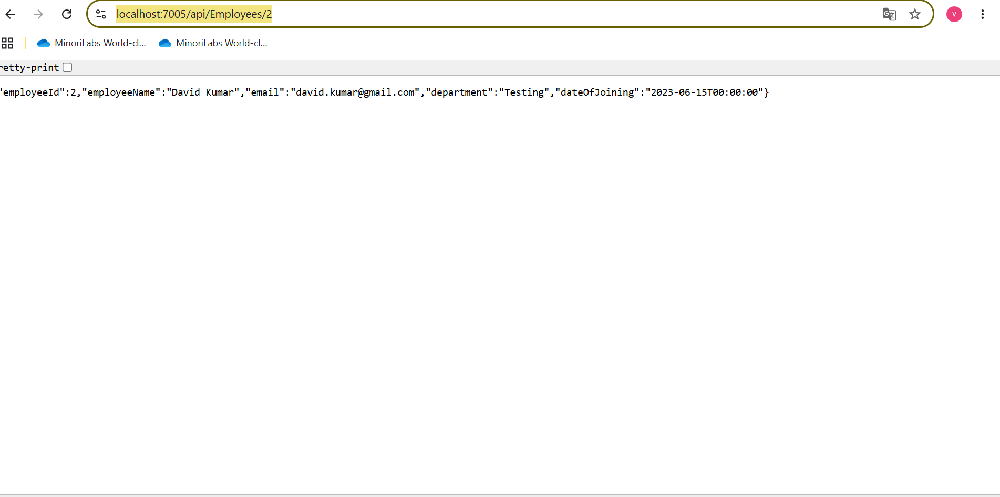 localhost:7005/api/Employees/2
V
MinoriLabs World-cl... MinoriLabs World-cl...
retty-print
"employeeId":2,"employeeName":"David Kumar","email":"david.kumar@gmail.com","department":"Testing","dateOfJoining":"2023-06-15T00:00:00"}